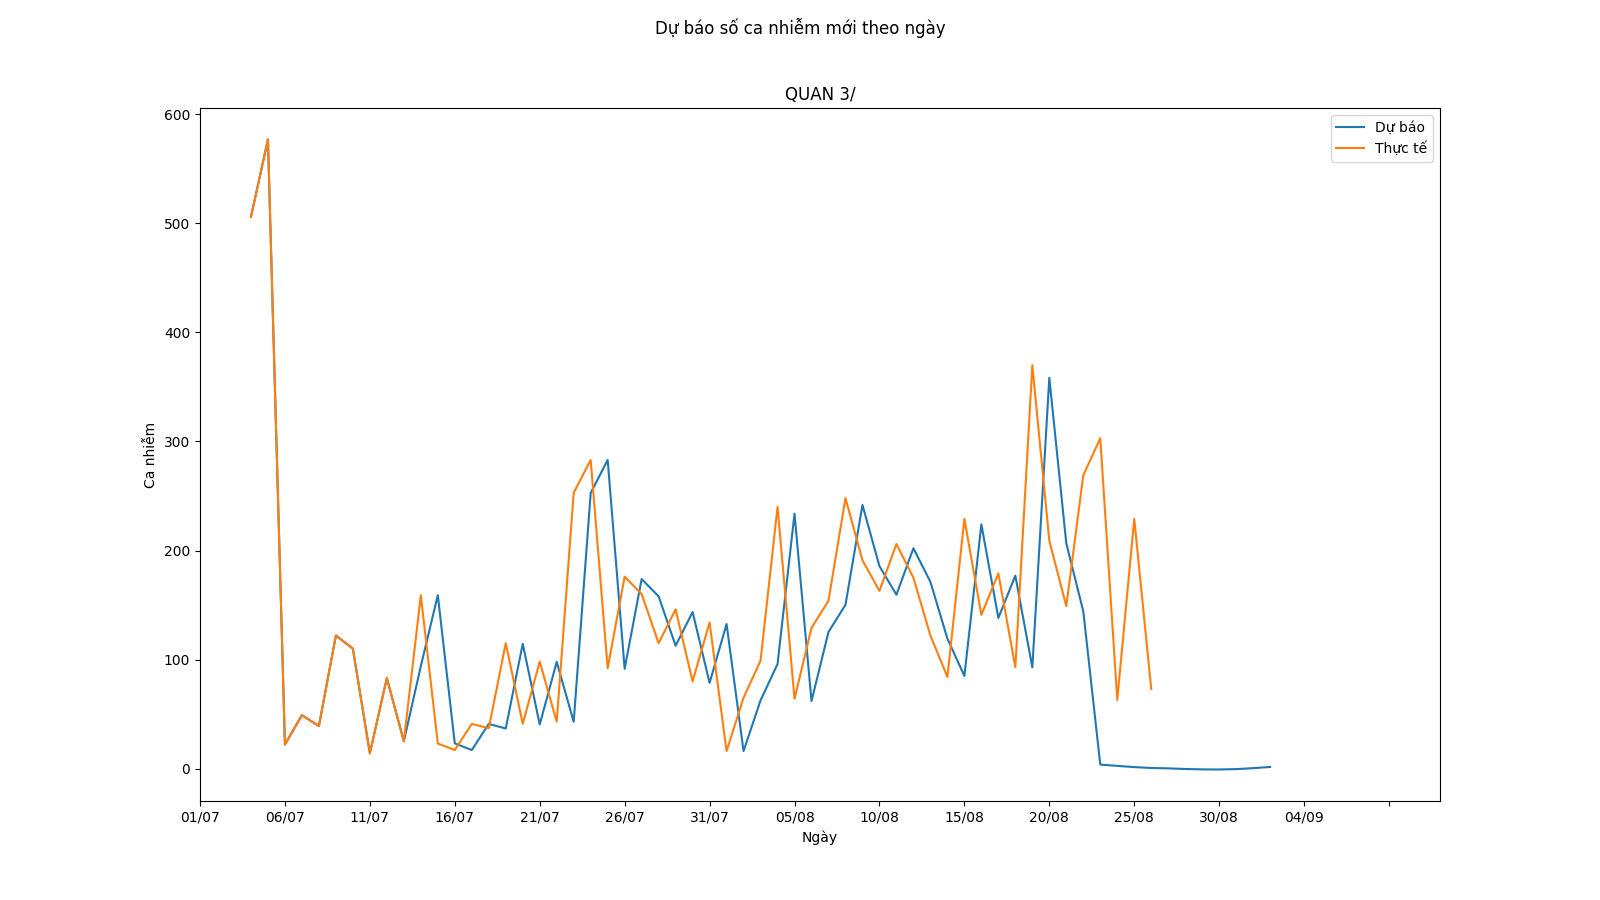 Dự báo số ca nhiễm mới theo ngày
QUAN 3/
Dự báo
Thực tế
600
500
400
300
200
100
0
Ca nhiễm
01/07 06/07 11/07 16/07 21/07 26/07 31/07 05/08 10/08 15/08 20/08 25/08 30/08 04/09
Ngày